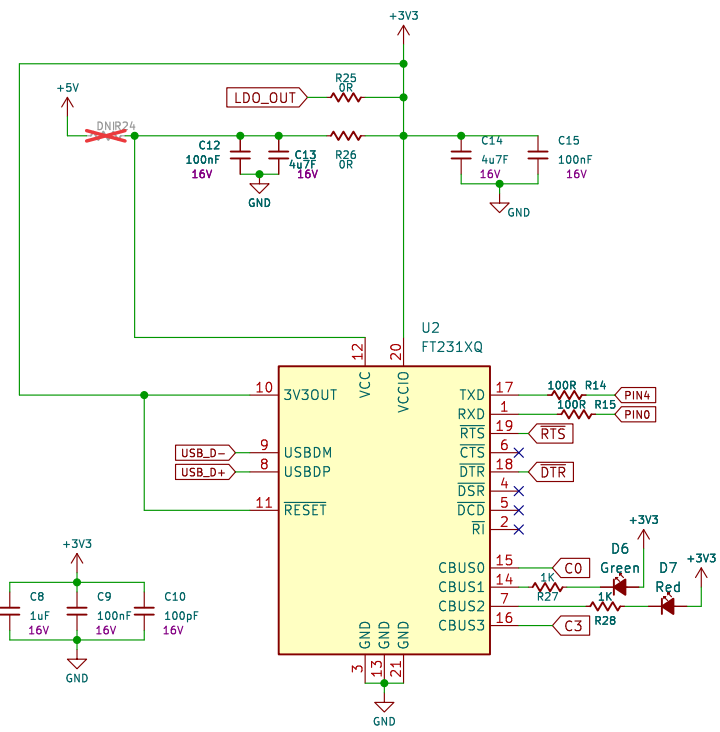 +3V3
R25
0R
LDO_OUT
+5V
DNI R24
C12
100nF
16V
C13
4u7F
16V
R26
0R
C14
4u7F
16V
C15
100nF
16V
GND
GND
U2
FT231XQ
12
20
VCC
VCCIO
10
3V3OUT
TXD
17
100R
R14
PIN4
RXD
1
100R
R15
PIN0
RTS
19
RTS
USB_D-
9
USBDM
CTS
6
USB_D+
8
USBDP
DTR
18
DTR
DSR
4
11
RESET
DCD
5
RI
2
+3V3
+3V3
+3V3
D6
Green
D7
Red
CBUS0
15
C0
CBUS1
14
1K
R27
CBUS2
7
1K
R28
CBUS3
16
C3
C8
1uF
16V
C9
100nF
16V
C10
100pF
16V
GND
GND
GND
GND
3
13
21
GND